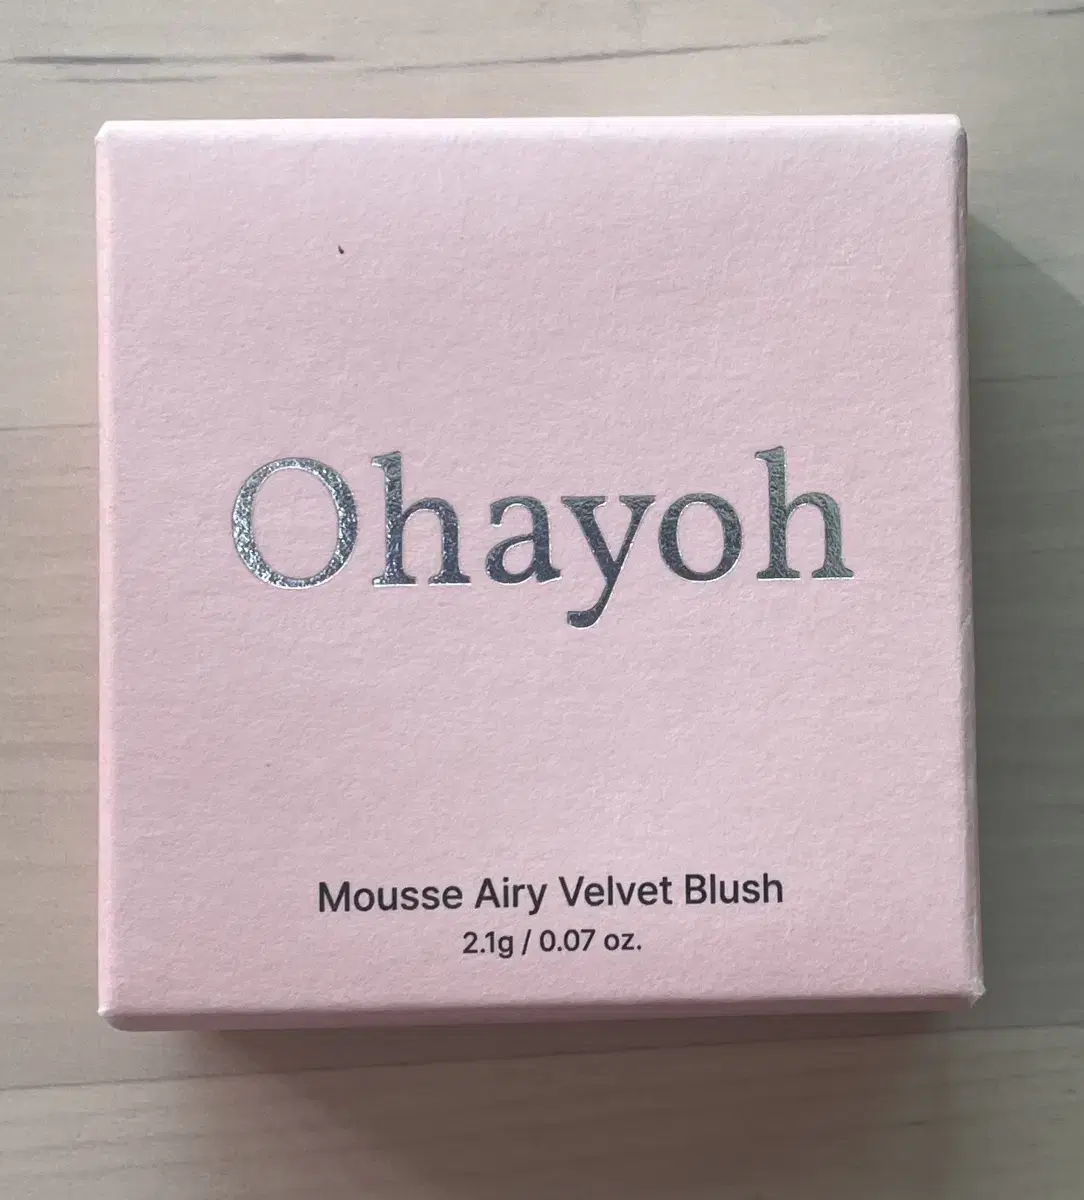 Ohayoh
Mousse Airy Velvet Blush
2.1g / 0.07 oz.